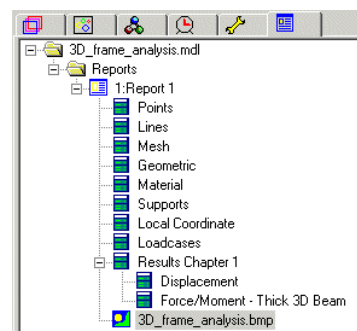 3D_frame_analysis.mdl
Reports
1:Report 1
Points
Lines
Mesh
Geometric
Material
Supports
Local Coordinate
Loadcases
Results Chapter 1
Displacement
Force/Moment - Thick 3D Beam
3D_frame_analysis.bmp